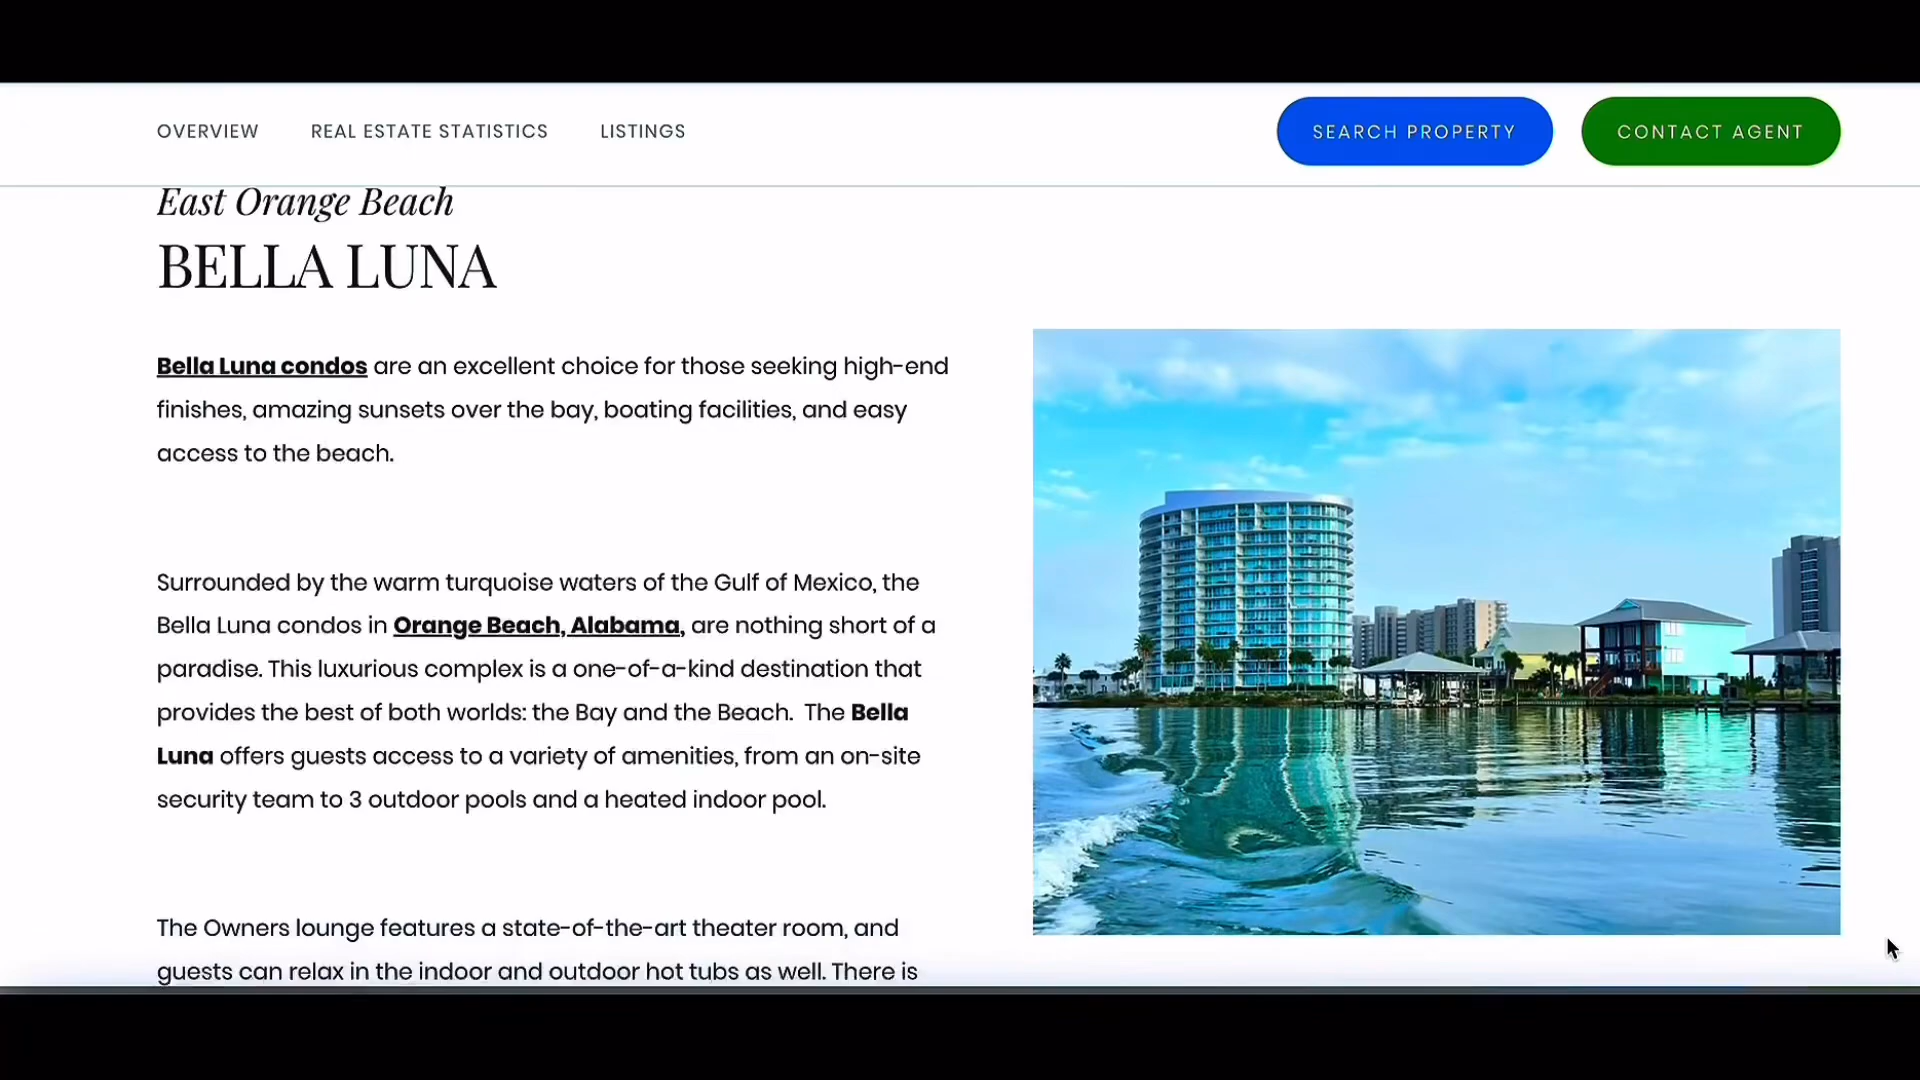 OVERVIEW REAL ESTATE STATISTICS LISTINGS SEARCH PROPERTY CONTACT AGENT
East Orange Beach
BELLA LUNA
Bella Luna condos are an excellent choice for those seeking high-end
finishes, amazing sunsets over the bay, boating facilities, and easy
access to the beach.
Surrounded by the warm turquoise waters of the Gulf of Mexico, the
Bella Luna condos in Orange Beach, Alabama, are nothing short of a
paradise. This luxurious complex is a one-of-a-kind destination that
provides the best of both worlds: the Bay and the Beach. The Bella
Luna offers guests access to a variety of amenities, from an on-site
security team to 3 outdoor pools and a heated indoor pool.
The Owners lounge features a state-of-the-art theater room, and
guests can relax in the indoor and outdoor hot tubs as well. There is